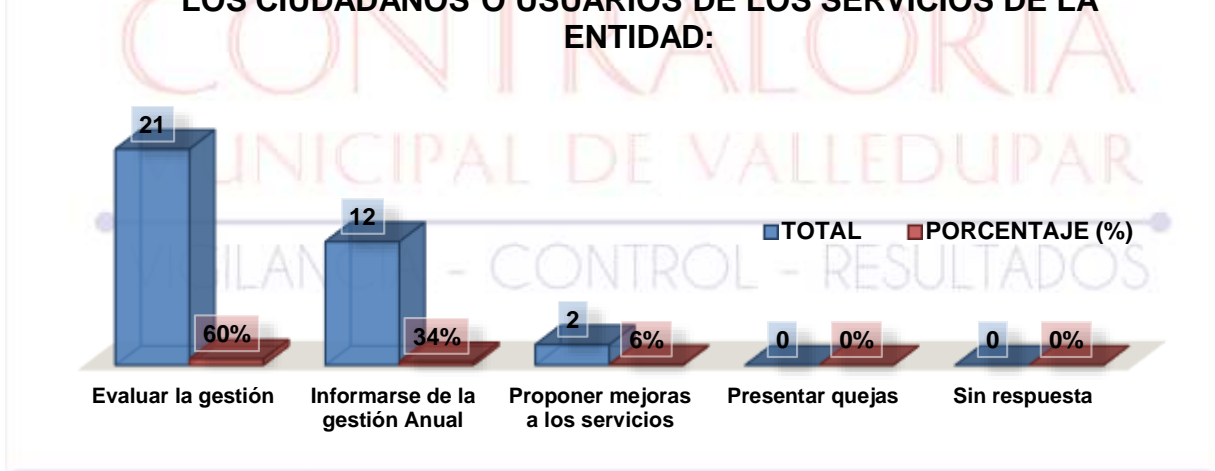 LOS CIUDADANOS O USUARIOS DE LOS SERVICIOS DE LA
ENTIDAD:
CONTRALORIA
MUNICIPAL DE VALLEDUPAR
VIGILANCIA - CONTROL - RESULTADOS
21
12
2
0
0
60%
34%
6%
0%
0%
TOTAL
PORCENTAJE (%)
Evaluar la gestión
Informarse de la
gestión Anual
Proponer mejoras
a los servicios
Presentar quejas
Sin respuesta